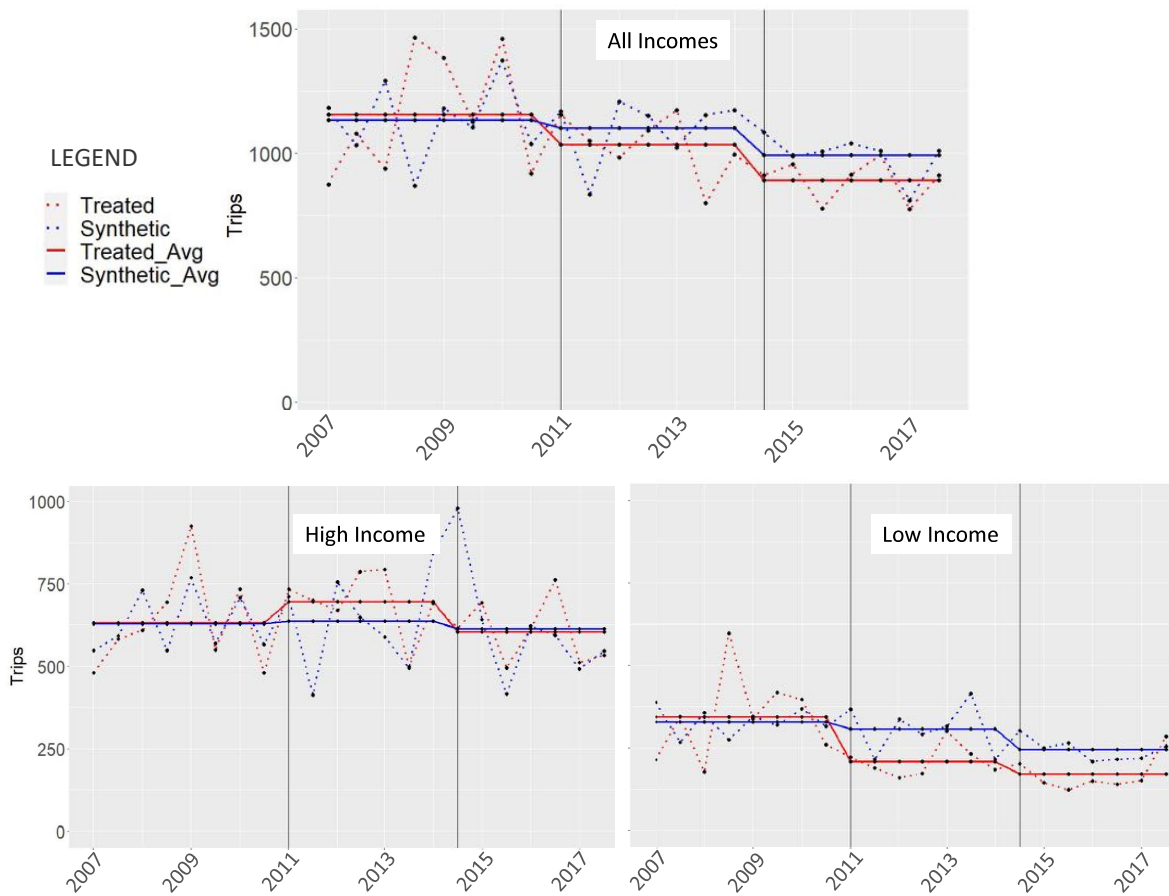 1500
All Incomes
1000
500
0
Trips
2007
2009
2011
2013
2015
2017
LEGEND
Treated
Synthetic
Treated_Avg
Synthetic_Avg
1000
High Income
750
500
250
0
Trips
2007
2009
2011
2013
2015
2017
Low Income
2007
2009
2011
2013
2015
2017